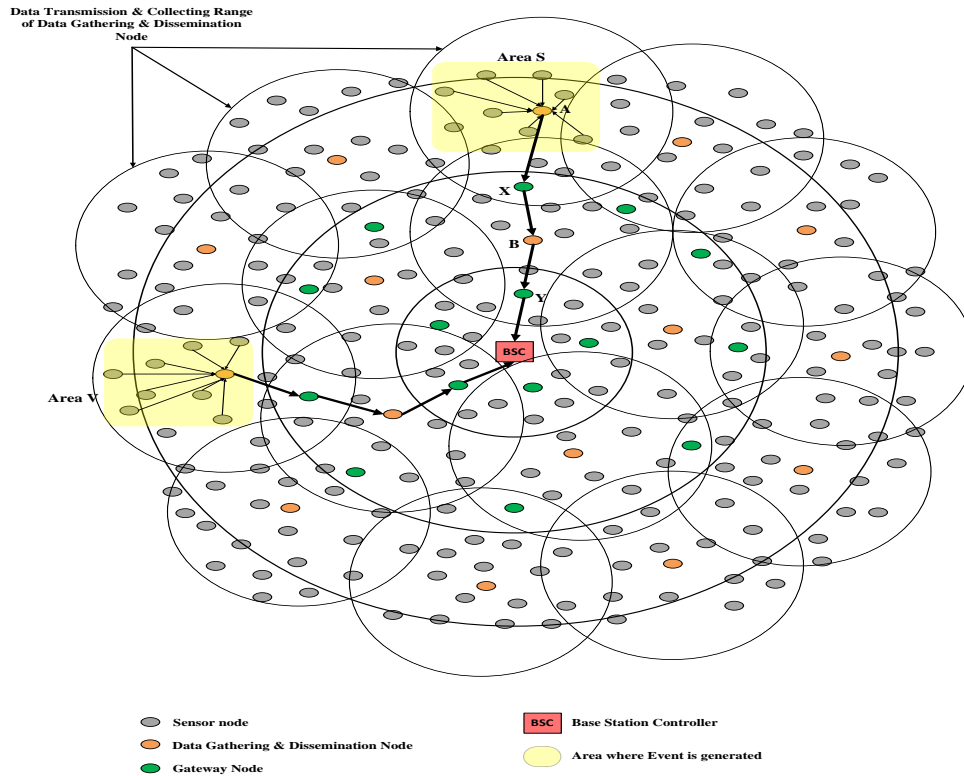 Data Transmission & Collecting Range
of Data Gathering & Dissemination
Node
Area S
A
X
B
Y
BSC
Area V
Sensor node
Data Gathering & Dissemination Node
Gateway Node
BSC
Base Station Controller
Area where Event is generated